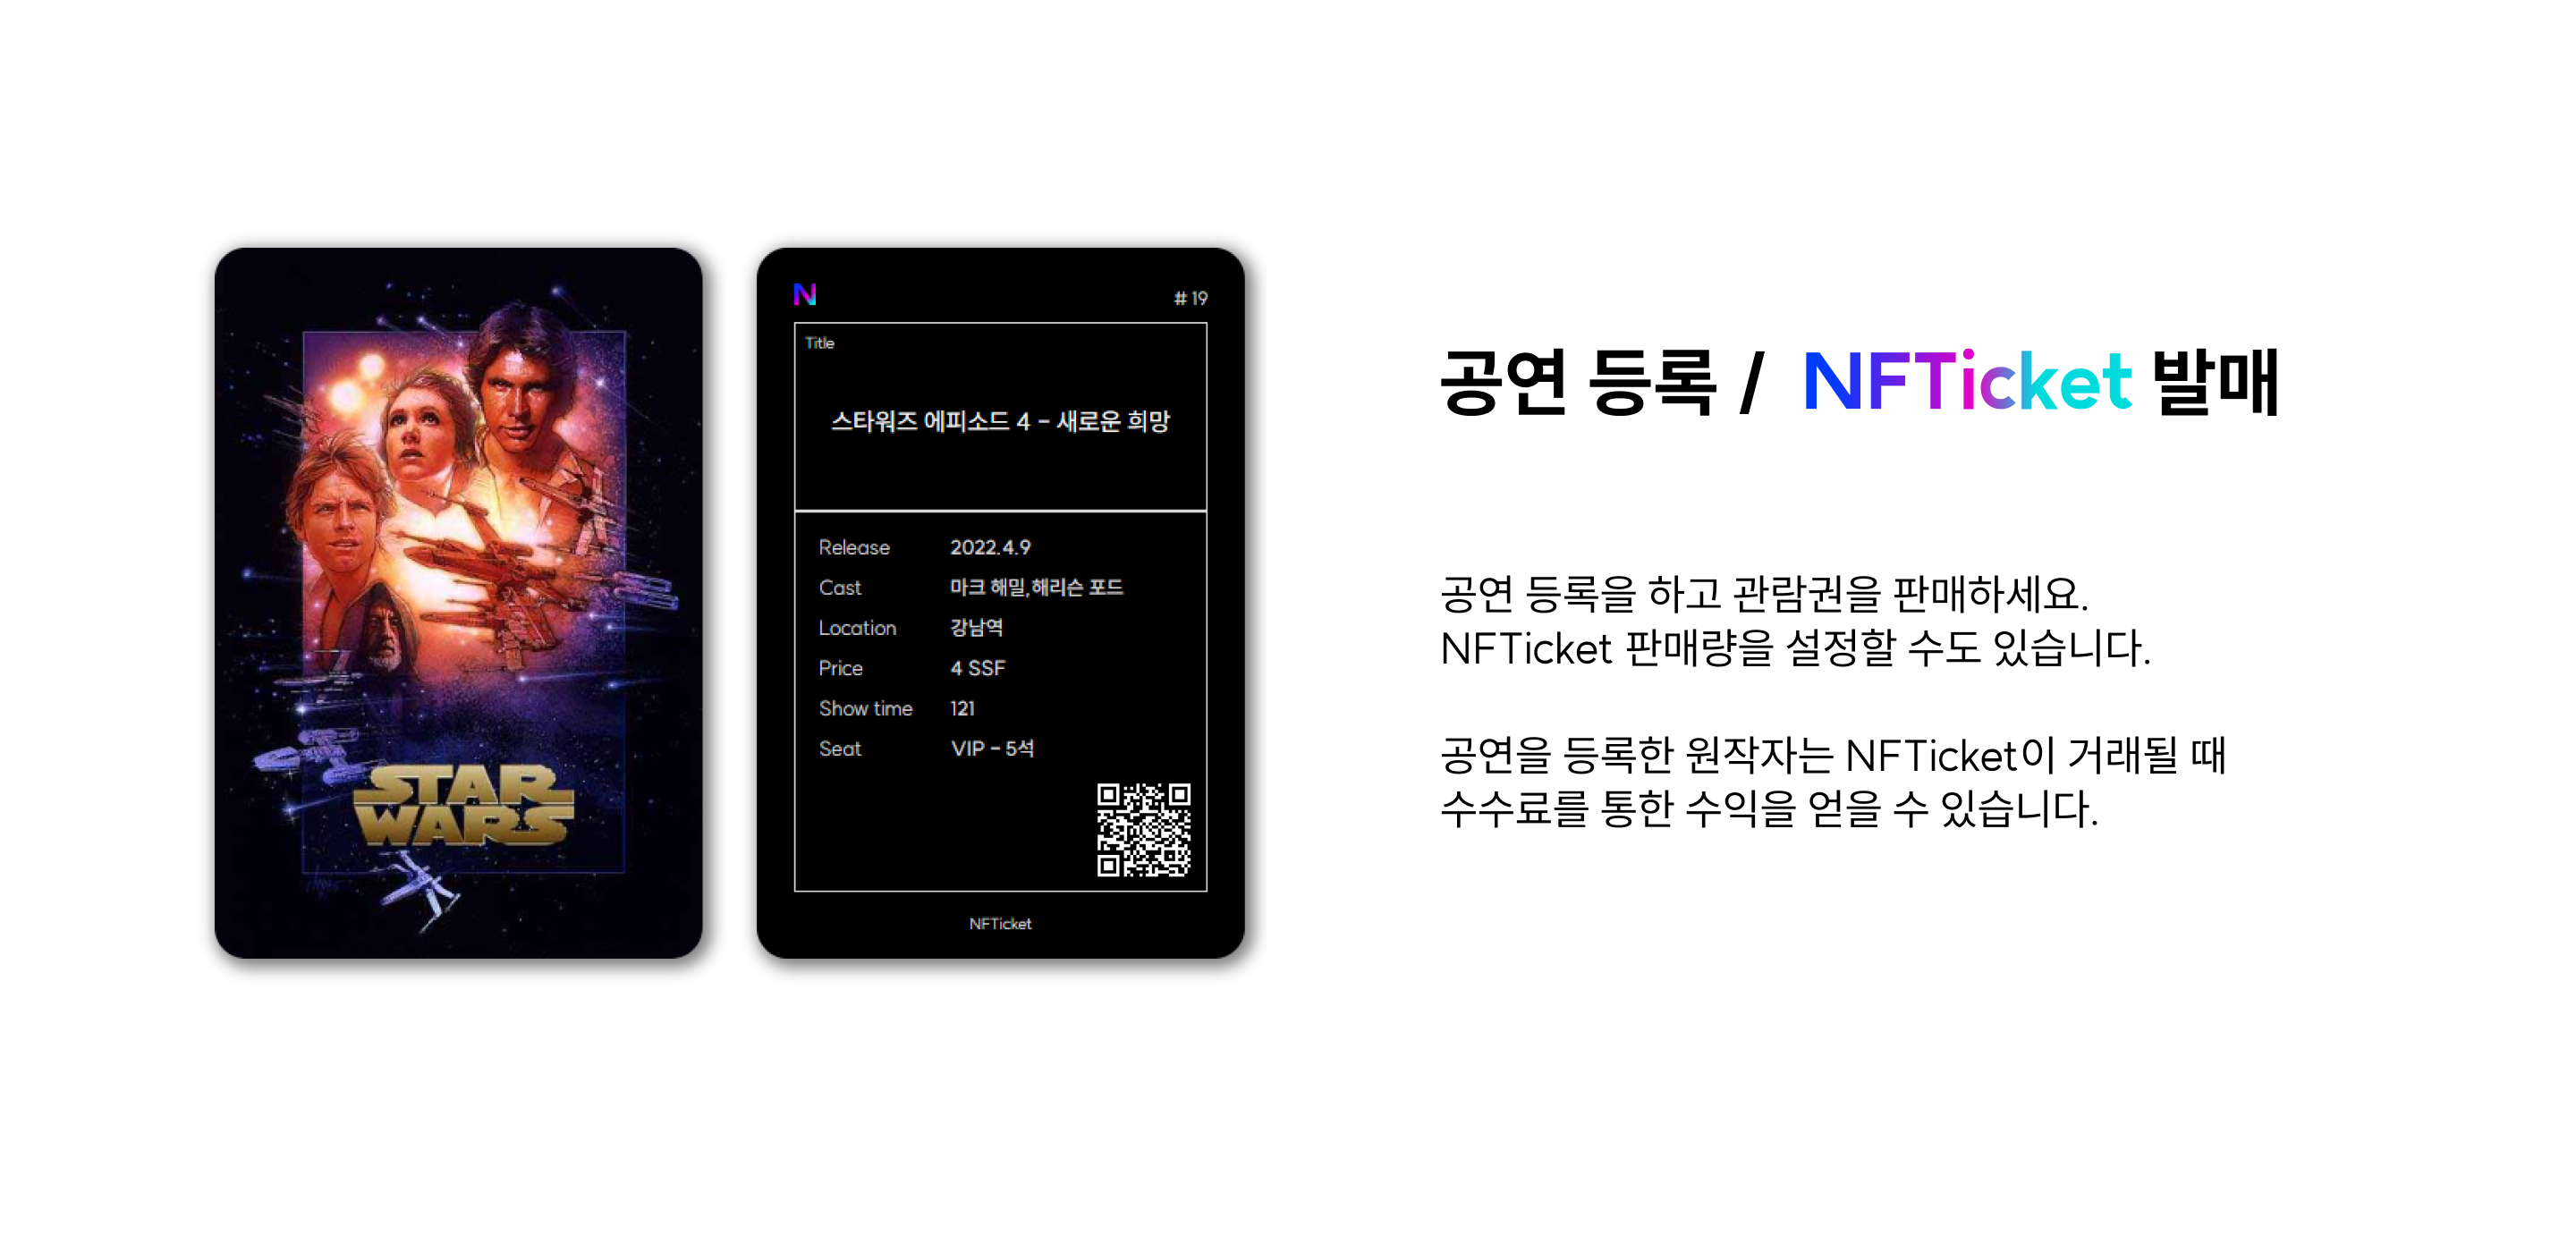 STAR
WARS
N
# 19
Title
스타워즈 에피소드 4 - 새로운 희망
Release 2022.4.9
Cast 마크 해밀,해리슨 포드
Location 강남역
Price 4 SSF
Show time 121
Seat VIP - 5석
NFTicket
공연 등록 / NFTicket 발매
공연 등록을 하고 관람권을 판매하세요.
NFTicket 판매량을 설정할 수도 있습니다.
공연을 등록한 원작자는 NFTicket이 거래될 때
수수료를 통한 수익을 얻을 수 있습니다.